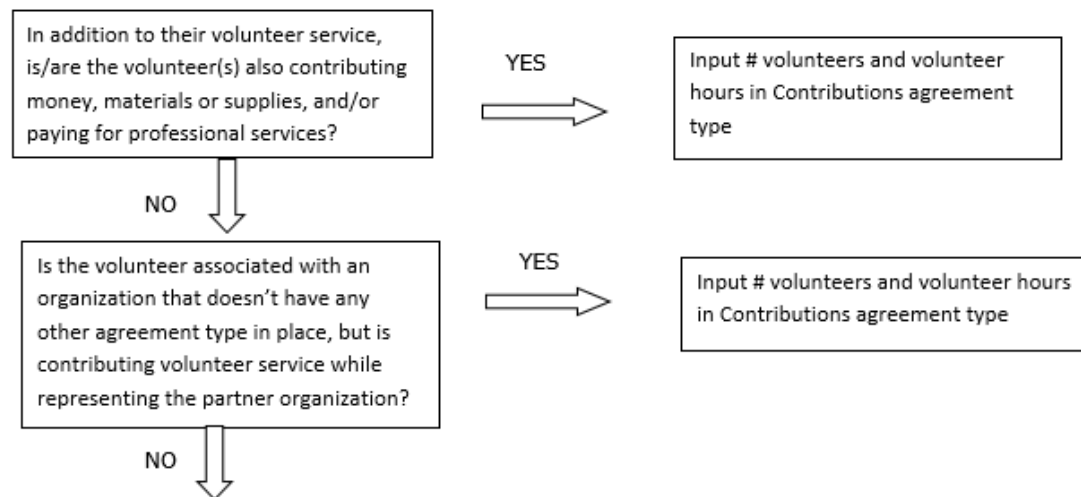 In addition to their volunteer service,
is/are the volunteer(s) also contributing
money, materials or supplies, and/or
paying for professional services?
YES
Input # volunteers and volunteer
hours in Contributions agreement
type
NO
Is the volunteer associated with an
organization that doesn't have any
other agreement type in place, but is
contributing volunteer service while
representing the partner organization?
YES
Input # volunteers and volunteer hours
in Contributions agreement type
NO